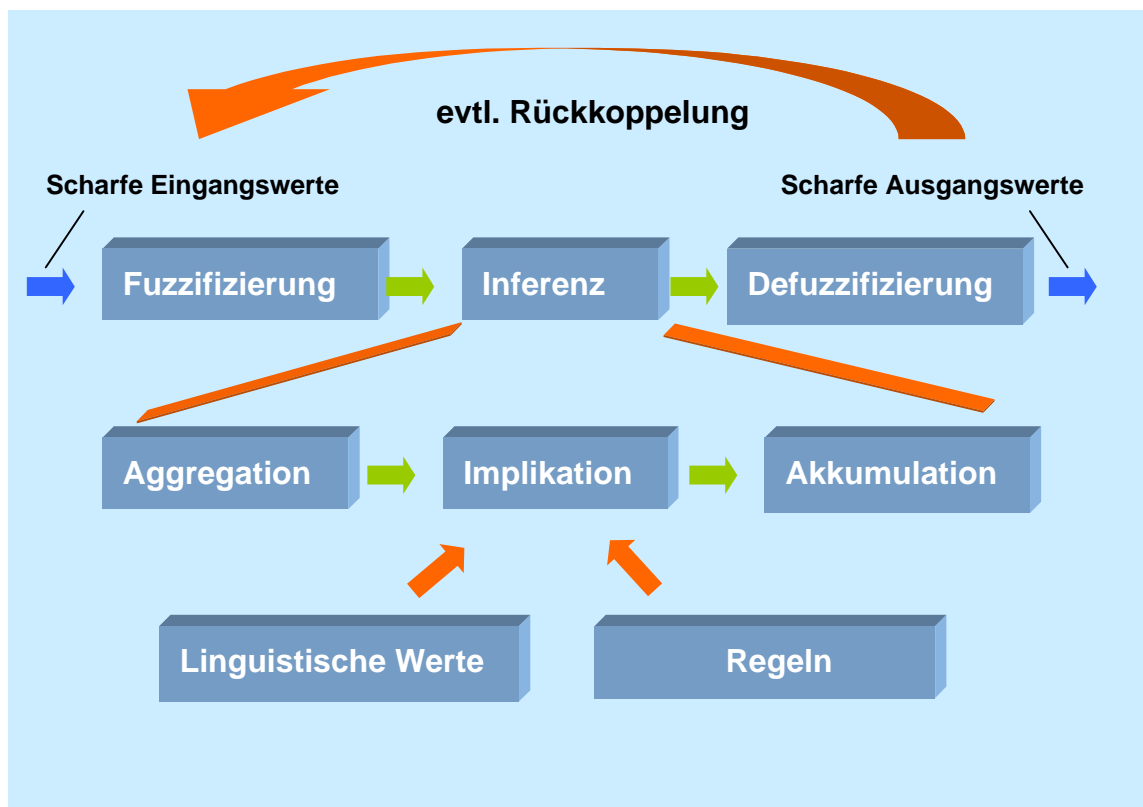 evtl. Rückkoppelung
Scharfe Eingangswerte
Scharfe Ausgangswerte
Fuzzifizierung
Inferenz
Defuzzifizierung
Aggregation
Implikation
Akkumulation
Linguistische Werte
Regeln